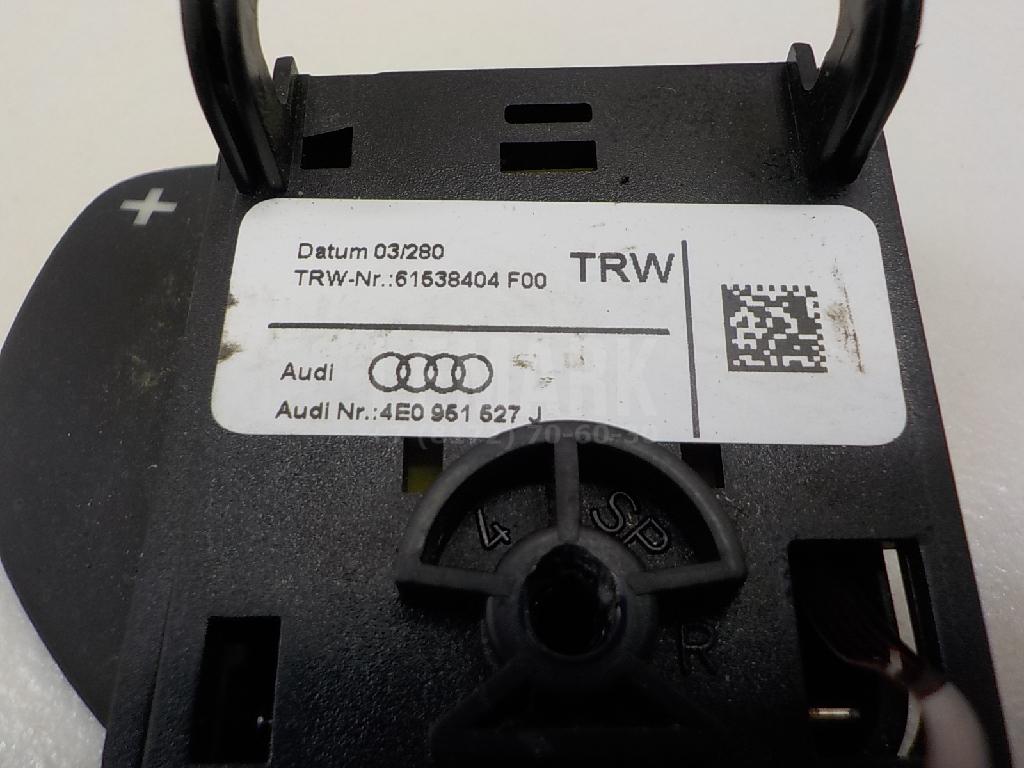 +
Datum 03/280
TRW-Nr.:61538404 F00
TRW
Audi
Audi Nr.:4E0 951 527 J
4 SP
R